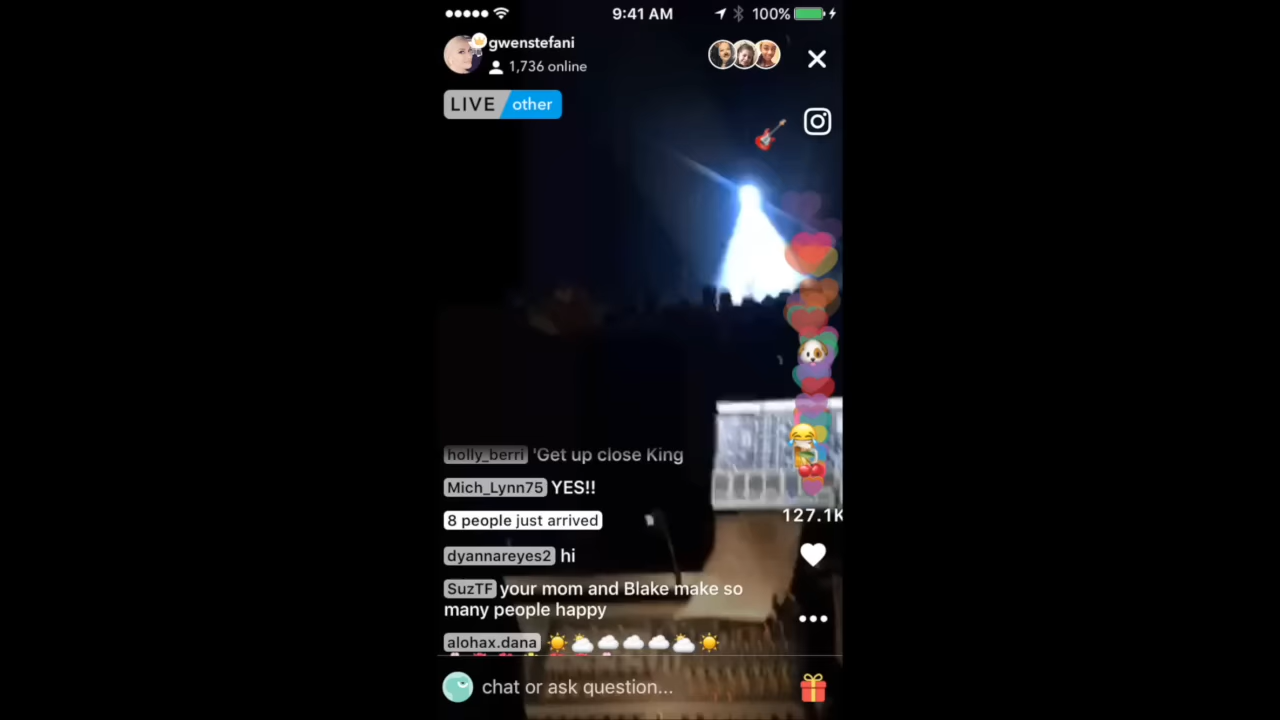 9:41 AM
100%
gwenstefani
1,736 online
LIVE other
holly_berri 'Get up close King
Mich_Lynn75 YES!!
8 people just arrived
127.1K
dyannareyes2 hi
SuzTF your mom and Blake make so
many people happy
alohax.dana
chat or ask question...